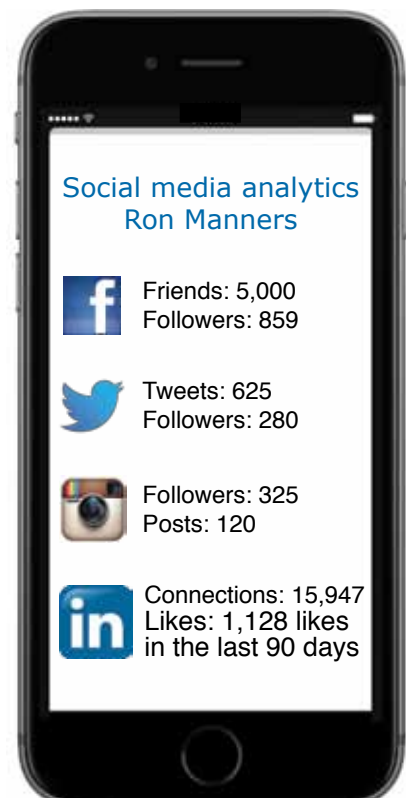 Social media analytics
Ron Manners
f
Friends: 5,000
Followers: 859
Tweets: 625
Followers: 280
Followers: 325
Posts: 120
in
Connections: 15,947
Likes: 1,128 likes
in the last 90 days